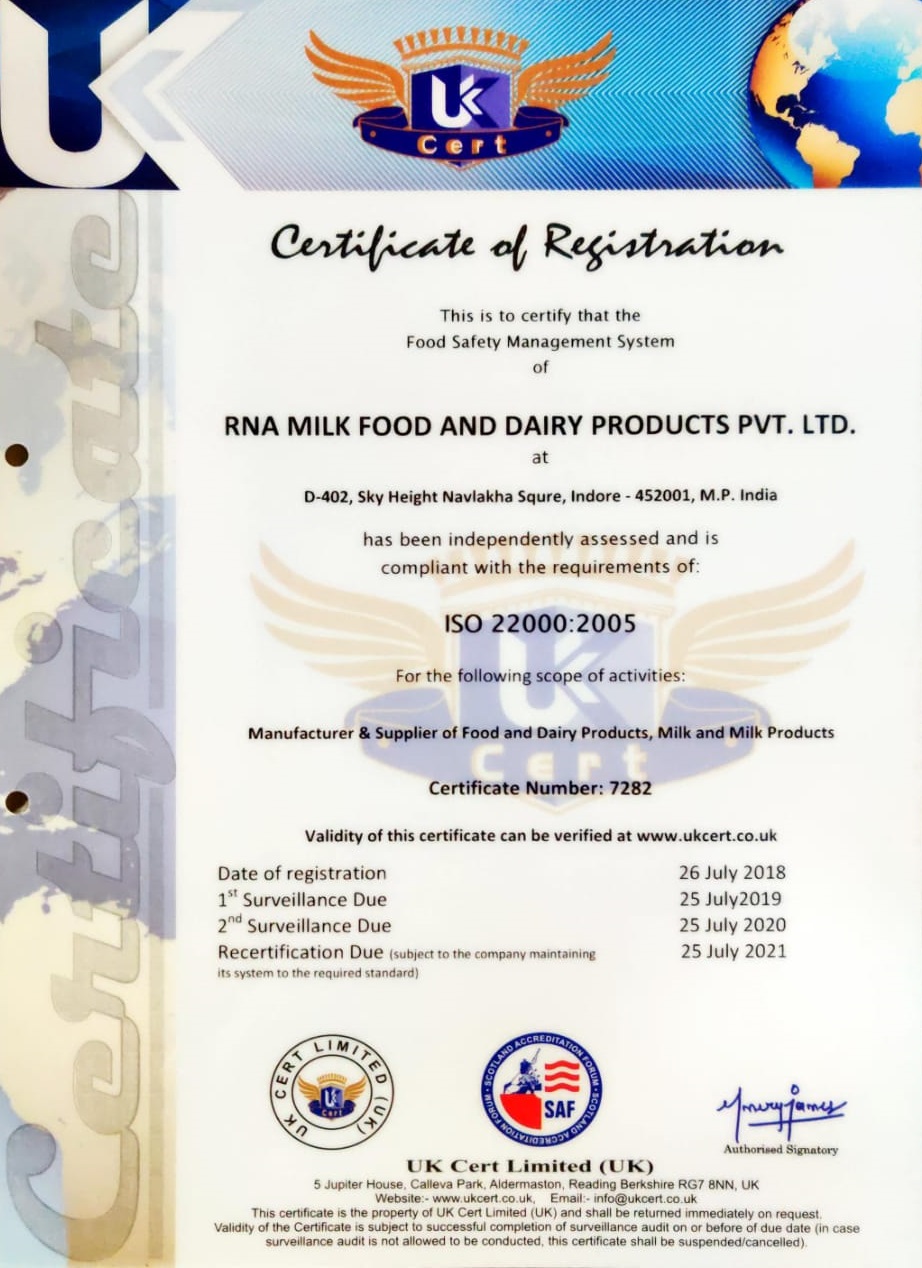 UK
UK
Cert
Certificate
Certificate of Registration
This is to certify that the
Food Safety Management System
of
RNA MILK FOOD AND DAIRY PRODUCTS PVT. LTD.
at
D-402, Sky Height Navlakha Squre, Indore - 452001, M.P. India
has been independently assessed and is
compliant with the requirements of:
ISO 22000:2005
For the following scope of activities:
UK
Cert
Manufacturer & Supplier of Food and Dairy Products, Milk and Milk Products
Certificate Number: 7282
Validity of this certificate can be verified at www.ukcert.co.uk
Date of registration 26 July 2018
1st Surveillance Due 25 July2019
2nd Surveillance Due 25 July 2020
Recertification Due (subject to the company maintaining 25 July 2021
its system to the required standard)
UK CERT LIMITED (UK)
UK
Cert
SCOTLAND ACCREDITATION FORUM - SCOTLAND ACCREDITATION FORUM -
SAF
Authorised Signatory
UK Cert Limited (UK)
5 Jupiter House, Calleva Park, Aldermaston, Reading Berkshire RG7 8NN, UK
Website:- www.ukcert.co.uk, Email:- info@ukcert.co.uk
This certificate is the property of UK Cert Limited (UK) and shall be returned immediately on request.
Validity of the Certificate is subject to successful completion of surveillance audit on or before of due date (in case
surveillance audit is not allowed to be conducted, this certificate shall be suspended/cancelled).